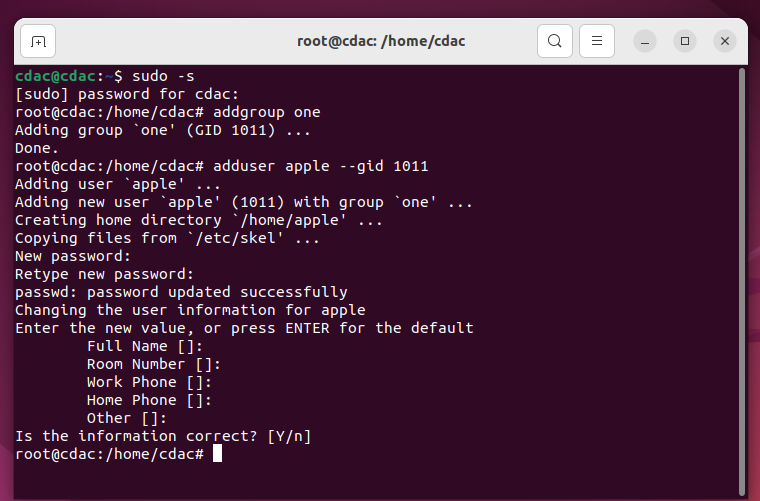 root@cdac: /home/cdac
cdac@cdac:~$ sudo -s
[sudo] password for cdac:
root@cdac:/home/cdac# addgroup one
Adding group `one' (GID 1011) ...
Done.
root@cdac:/home/cdac# adduser apple --gid 1011
Adding user `apple' ...
Adding new user `apple' (1011) with group `one' ...
Creating home directory `/home/apple' ...
Copying files from `/etc/skel' ...
New password:
Retype new password:
passwd: password updated successfully
Changing the user information for apple
Enter the new value, or press ENTER for the default
        Full Name []:
        Room Number []:
        Work Phone []:
        Home Phone []:
        Other []:
Is the information correct? [Y/n]
root@cdac:/home/cdac#